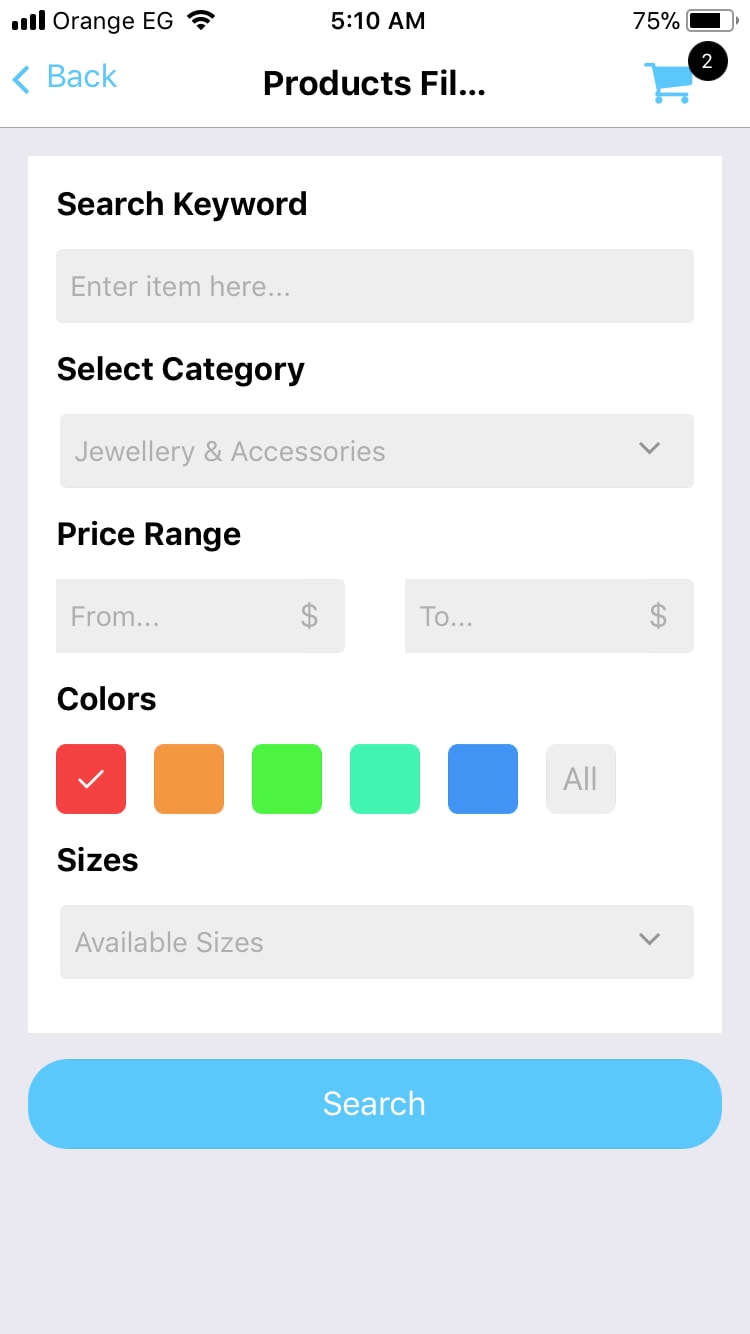 Orange EG 5:10 AM 75%
Back Products Fil... 2
Search Keyword
Enter item here...
Select Category
Jewellery & Accessories
Price Range
From... $ To... $
Colors
All
Sizes
Available Sizes
Search